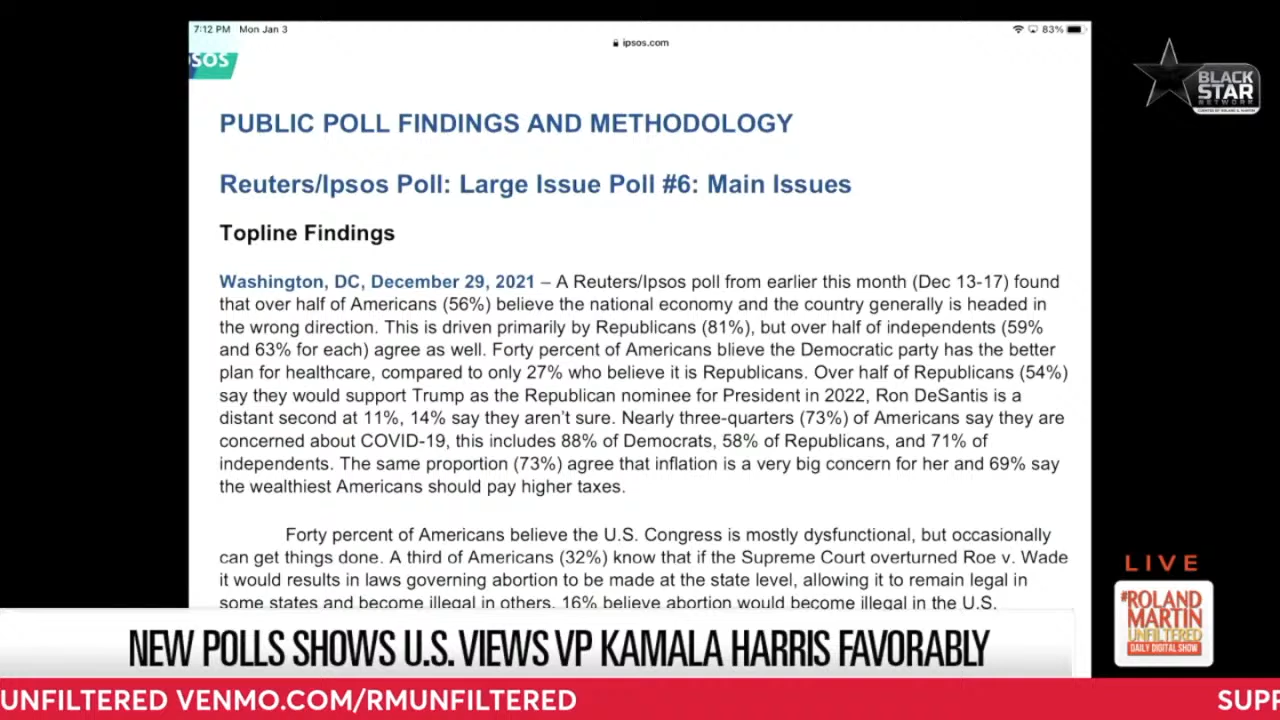 7:12 PM Mon Jan 3
ipsos.com
83%
SOS
BLACK
STAR
NETWORK
PUBLIC POLL FINDINGS AND METHODOLOGY
Reuters/Ipsos Poll: Large Issue Poll #6: Main Issues
Topline Findings
Washington, DC, December 29, 2021 – A Reuters/Ipsos poll from earlier this month (Dec 13-17) found
that over half of Americans (56%) believe the national economy and the country generally is headed in
the wrong direction. This is driven primarily by Republicans (81%), but over half of independents (59%
and 63% for each) agree as well. Forty percent of Americans blieve the Democratic party has the better
plan for healthcare, compared to only 27% who believe it is Republicans. Over half of Republicans (54%)
say they would support Trump as the Republican nominee for President in 2022, Ron DeSantis is a
distant second at 11%, 14% say they aren’t sure. Nearly three-quarters (73%) of Americans say they are
concerned about COVID-19, this includes 88% of Democrats, 58% of Republicans, and 71% of
independents. The same proportion (73%) agree that inflation is a very big concern for her and 69% say
the wealthiest Americans should pay higher taxes.
Forty percent of Americans believe the U.S. Congress is mostly dysfunctional, but occasionally
can get things done. A third of Americans (32%) know that if the Supreme Court overturned Roe v. Wade
it would results in laws governing abortion to be made at the state level, allowing it to remain legal in
some states and become illegal in others. 16% believe abortion would become illegal in the U.S.
LIVE
#ROLAND
MARTIN
UNFILTERED
DAILY DIGITAL SHOW
NEW POLLS SHOWS U.S. VIEWS VP KAMALA HARRIS FAVORABLY
UNFILTERED VENMO.COM/RMUNFILTERED
SUPP